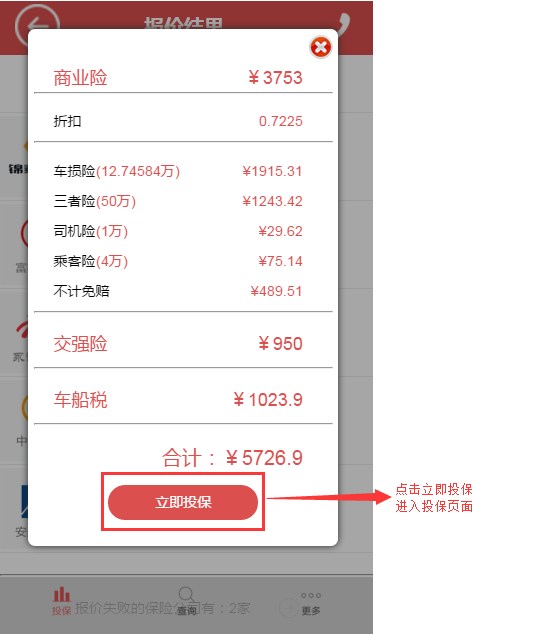 报价结果
商业险 ¥3753
折扣 0.7225
车损险(12.74584万) ¥1915.31
三者险(50万) ¥1243.42
司机险(1万) ¥29.62
乘客险(4万) ¥75.14
不计免赔 ¥489.51
交强险 ¥950
车船税 ¥1023.9
合计：¥5726.9
立即投保
点击立即投保
进入投保页面
锦
富
永
中
安
报价失败的保险公司有：2家
投保 查询 更多